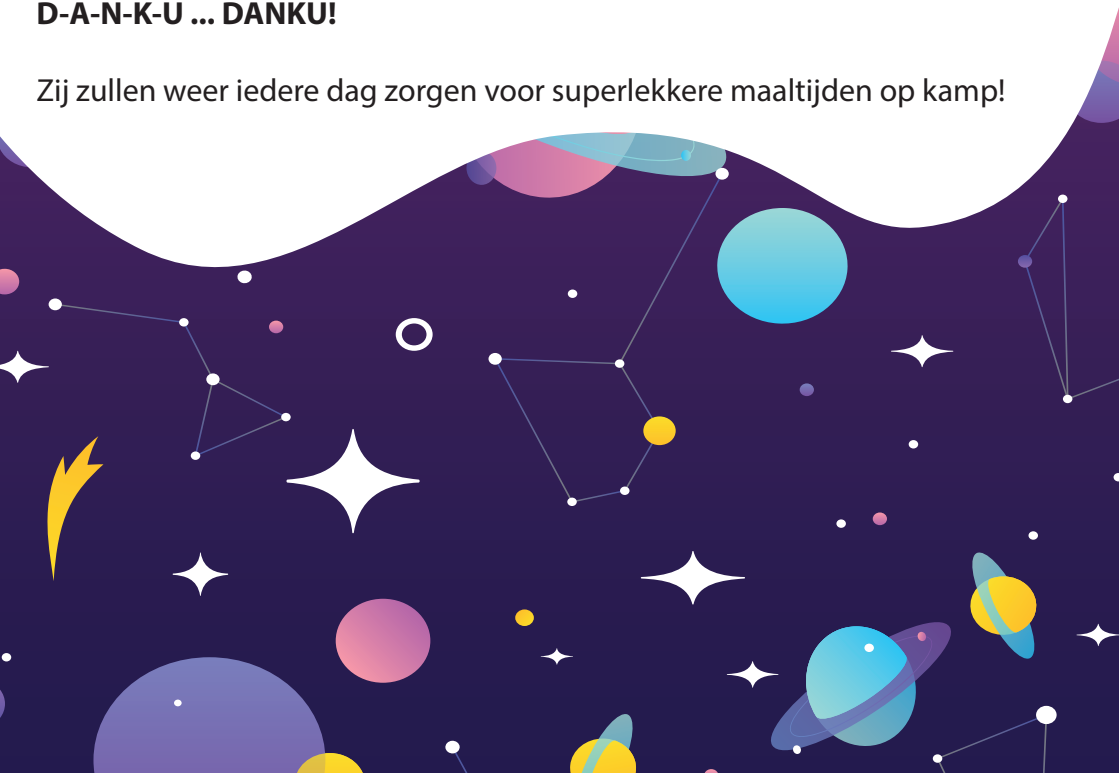 D-A-N-K-U ... DANKU!
Zij zullen weer iedere dag zorgen voor superlekkere maaltijden op kamp!